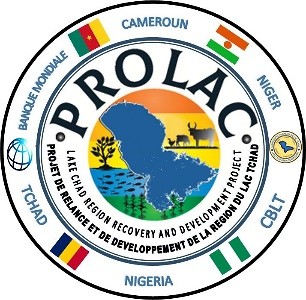 CAMEROUN
NIGER
CBLT
NIGERIA
TCHAD
BANQUE MONDIALE
PROLAC
LAKE CHAD REGION RECOVERY AND DEVELOPMENT PROJECT
PROJET DE RELANCE ET DE DEVELOPPEMENT DE LA REGION DU LAC TCHAD